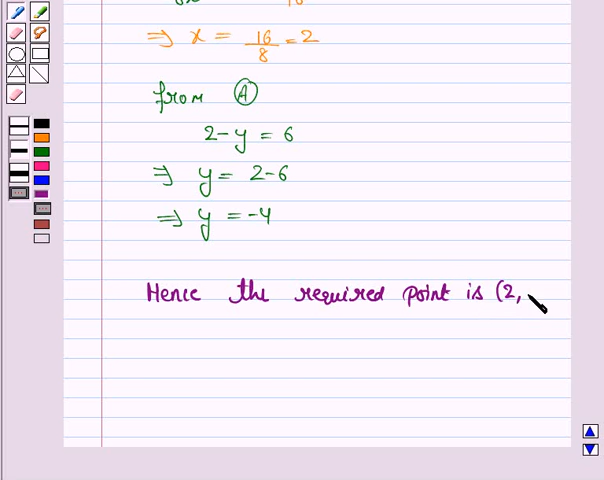 ⇒ x = 16/8 = 2
from Ⓐ
2-y = 6
⇒ y = 2-6
⇒ y = -4
Hence the required point is (2,